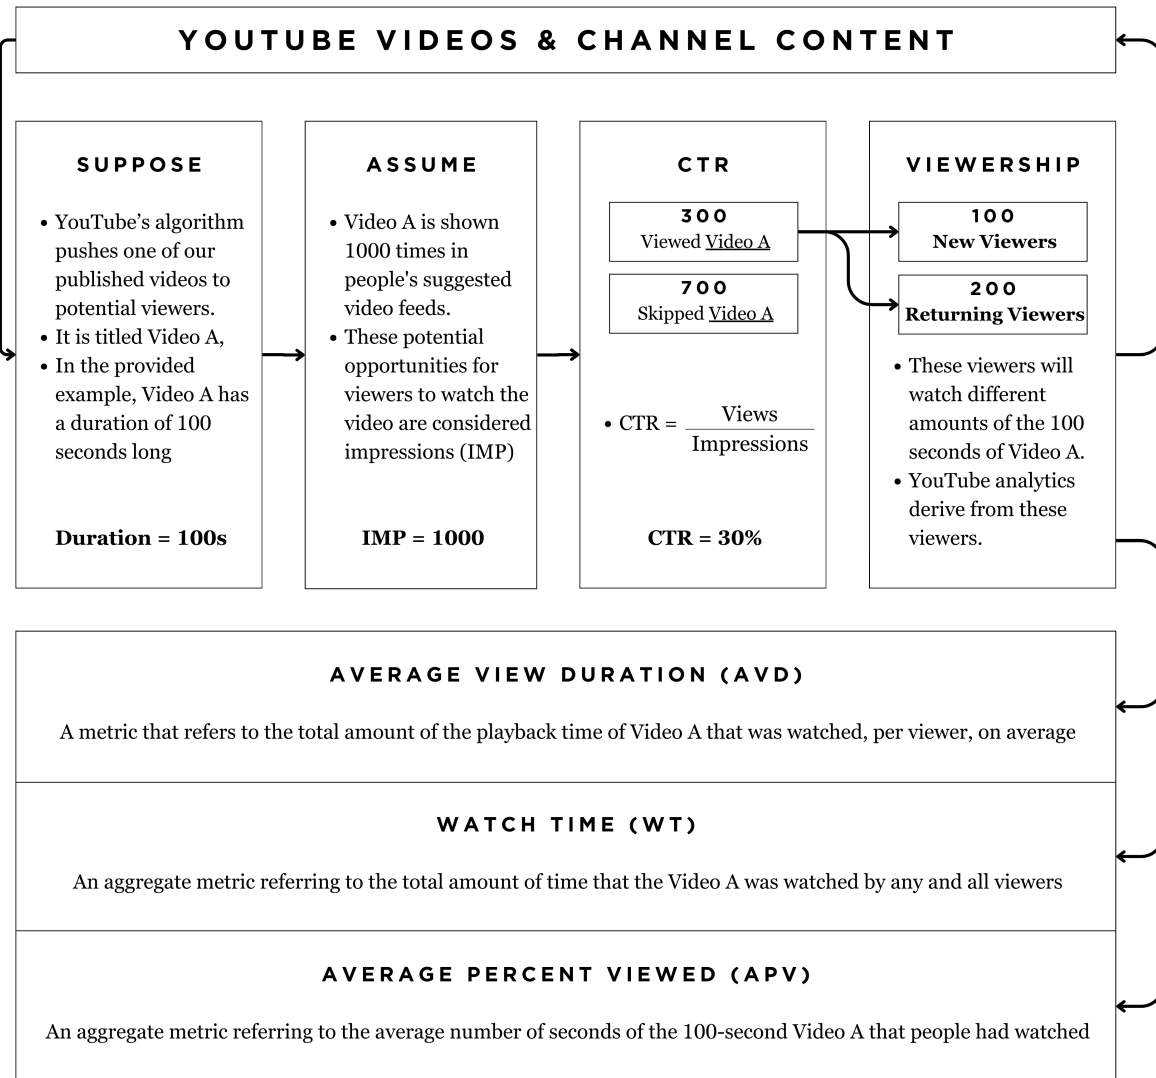 YOUTUBE VIDEOS & CHANNEL CONTENT
SUPPOSE
• YouTube’s algorithm
pushes one of our
published videos to
potential viewers.
• It is titled Video A,
• In the provided
example, Video A has
a duration of 100
seconds long
Duration = 100s
ASSUME
• Video A is shown
1000 times in
people's suggested
video feeds.
• These potential
opportunities for
viewers to watch the
video are considered
impressions (IMP)
IMP = 1000
CTR
300
Viewed Video A
700
Skipped Video A
• CTR =
Views
Impressions
CTR = 30%
VIEWERSHIP
100
New Viewers
200
Returning Viewers
• These viewers will
watch different
amounts of the 100
seconds of Video A.
• YouTube analytics
derive from these
viewers.
AVERAGE VIEW DURATION (AVD)
A metric that refers to the total amount of the playback time of Video A that was watched, per viewer, on average
WATCH TIME (WT)
An aggregate metric referring to the total amount of time that the Video A was watched by any and all viewers
AVERAGE PERCENT VIEWED (APV)
An aggregate metric referring to the average number of seconds of the 100-second Video A that people had watched